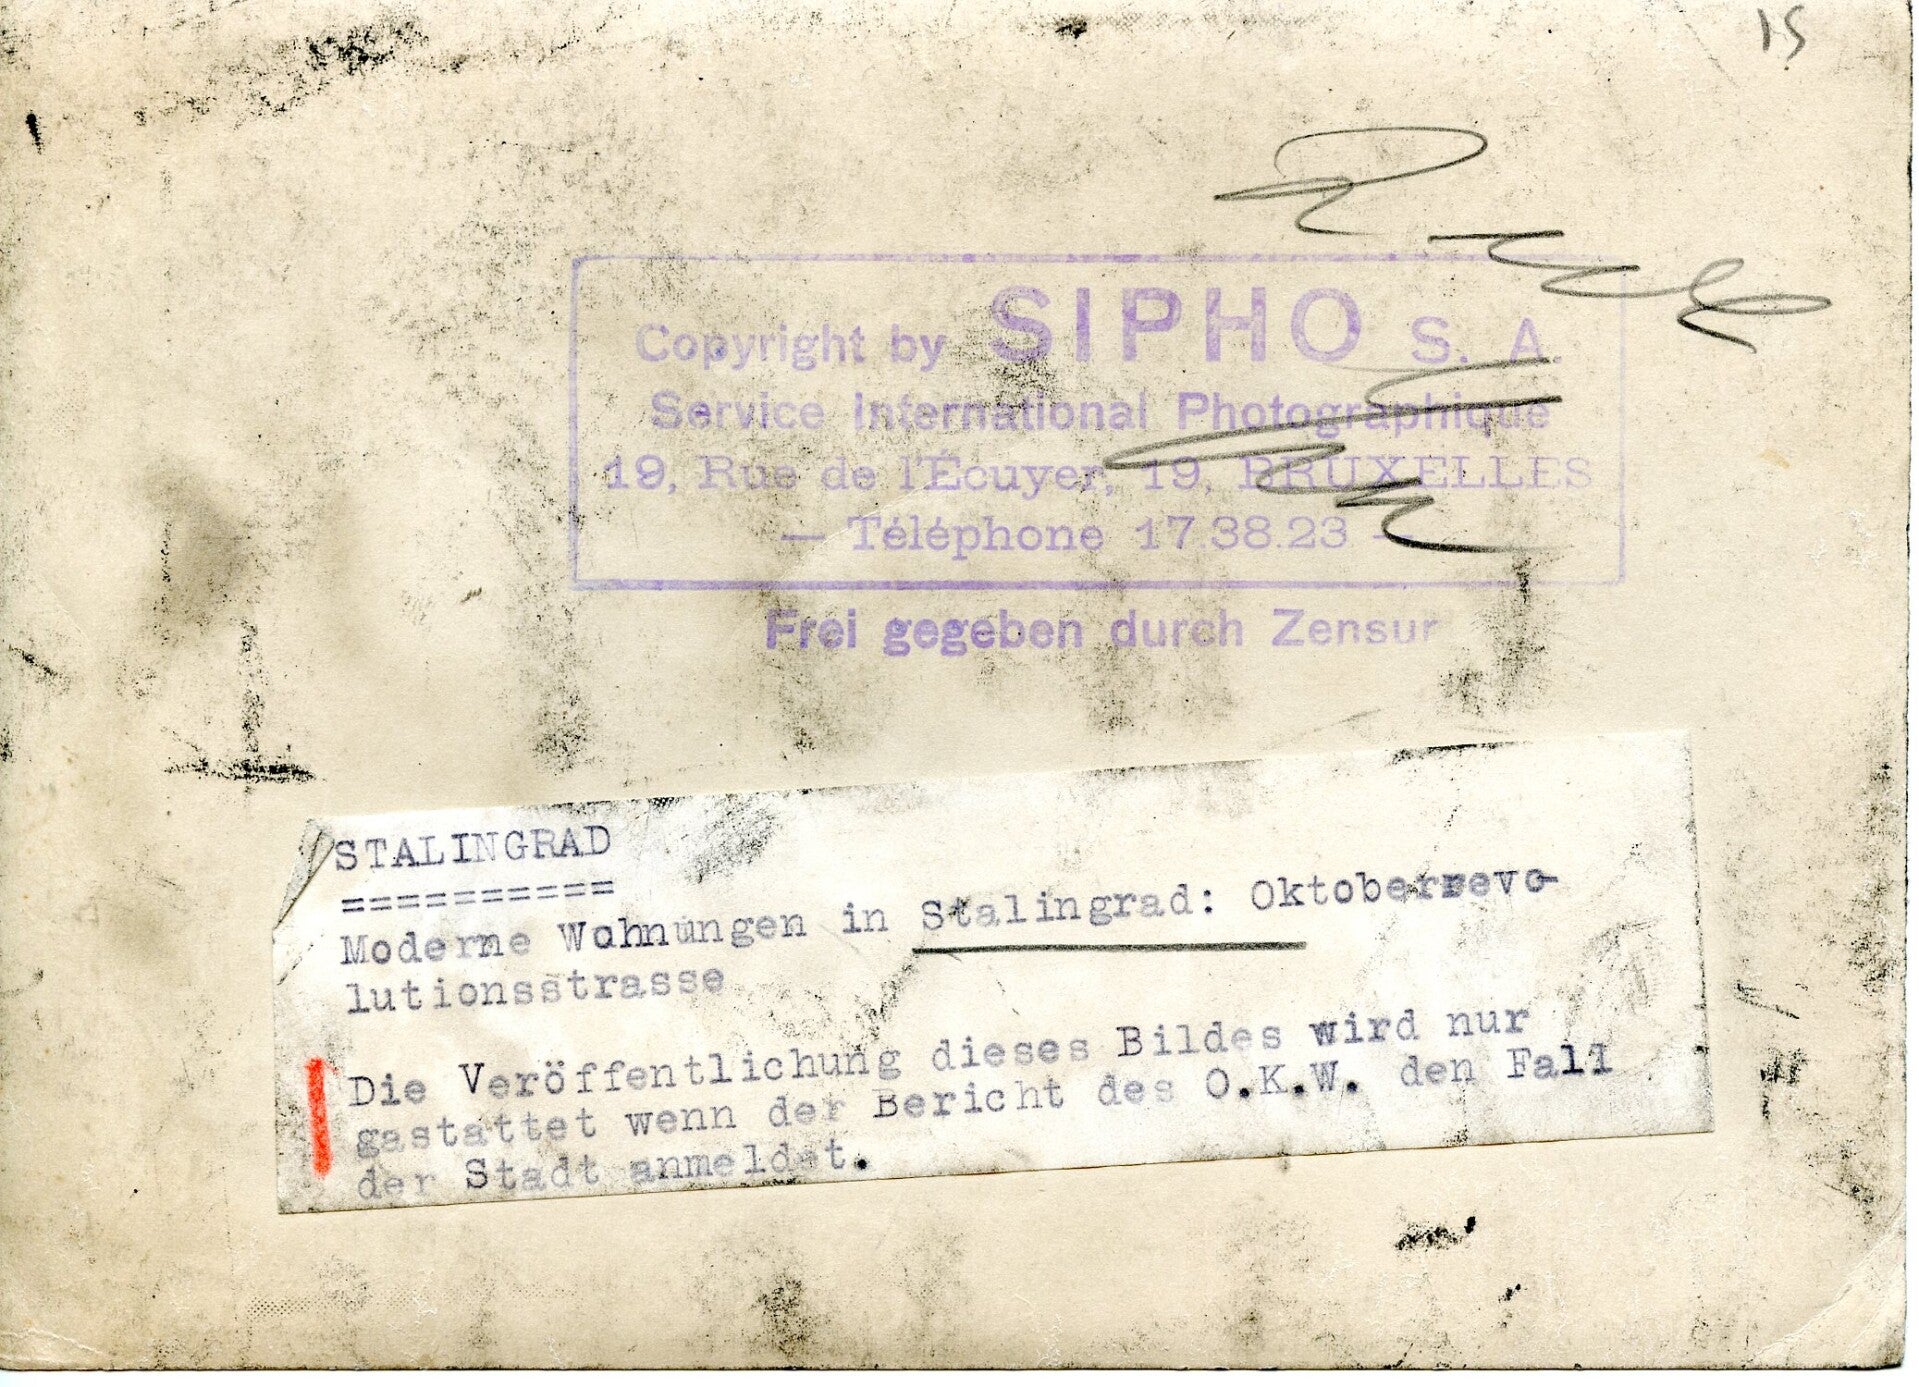 15
Copyright by SIPHO S. A.
Service International Photographique
19, Rue de l'Écuyer, 19, BRUXELLES
— Téléphone 17.38.23 —
Frei gegeben durch Zensur
STALINGRAD
==========
Moderne Wohnungen in Stalingrad: Oktoberrevo-
lutionsstrasse
Die Veröffentlichung dieses Bildes wird nur
gastattet wenn der Bericht des O.K.W. den Fall
der Stadt anmeldet.